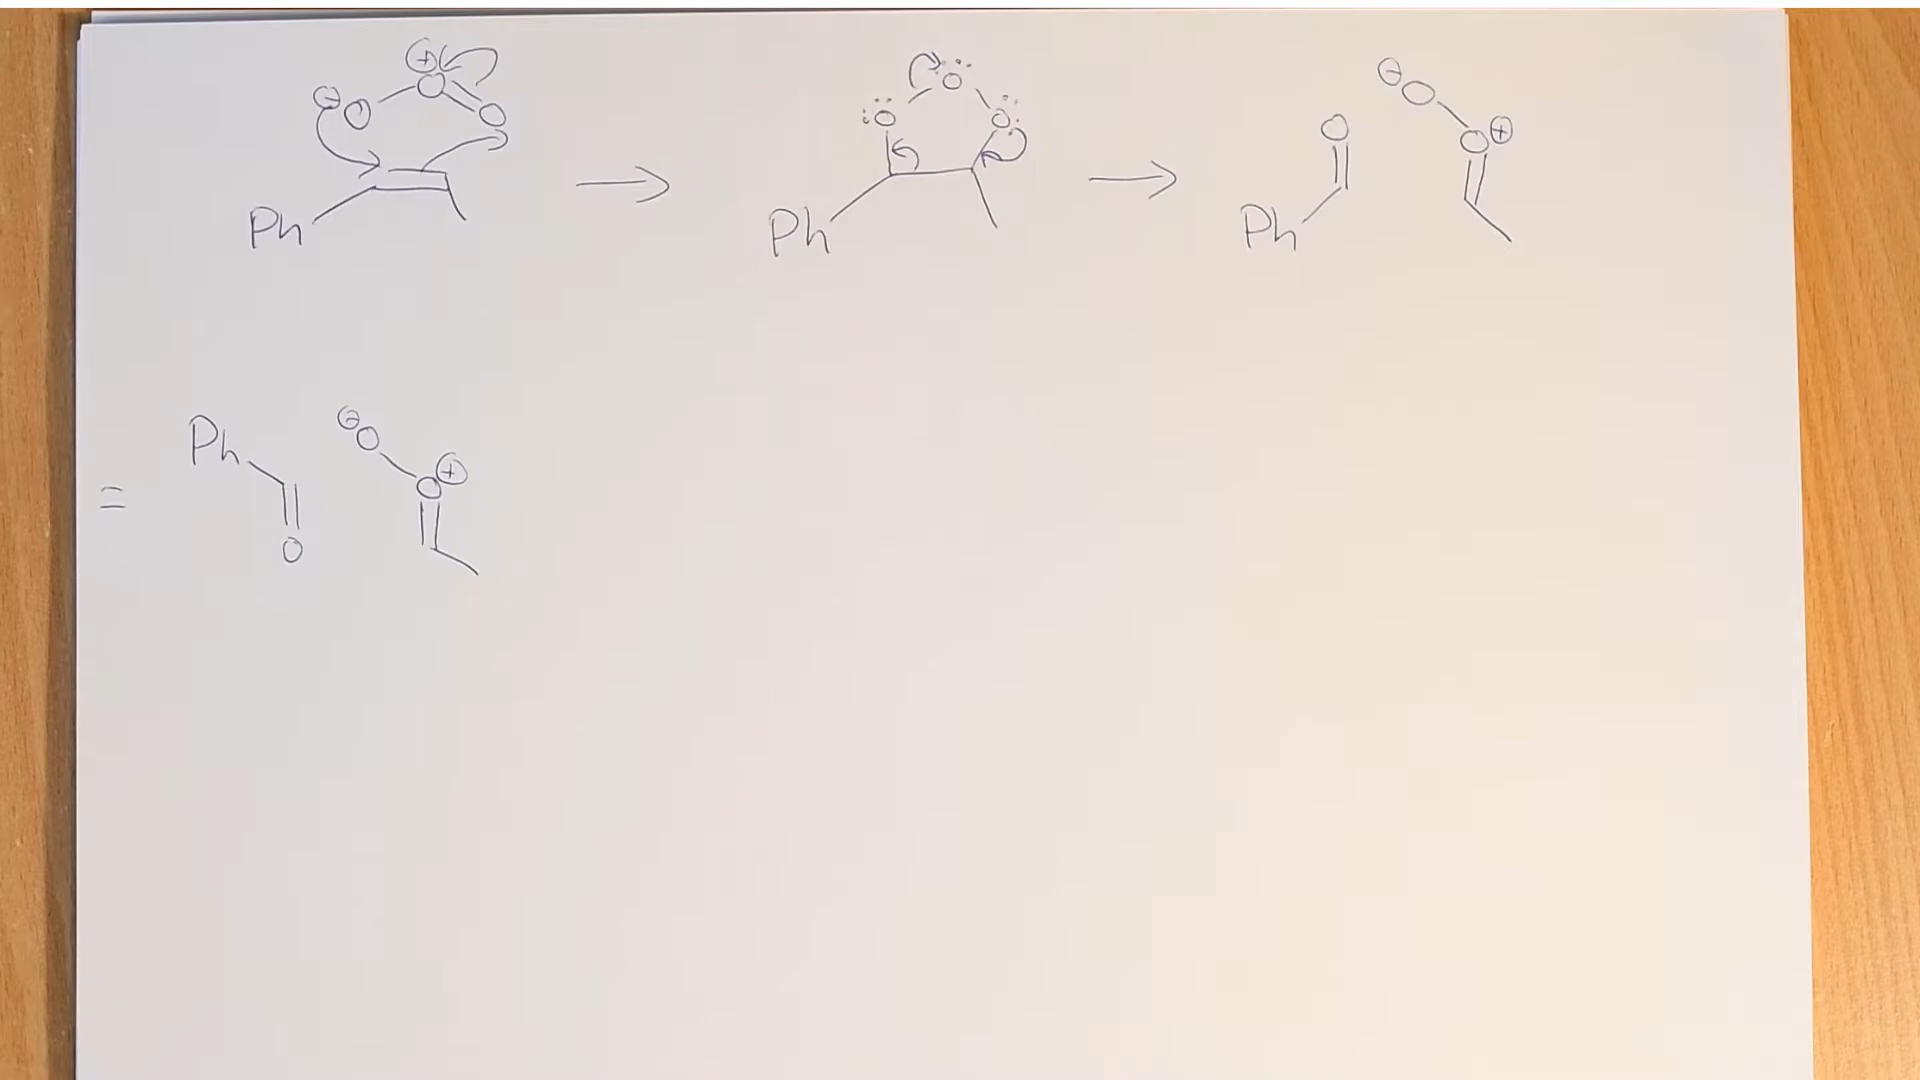 ⊕ O
⊖ O O
Ph
→
O
O O
Ph
→
⊖ O
O O ⊕
Ph
= Ph ⊖ O
O ⊕
O